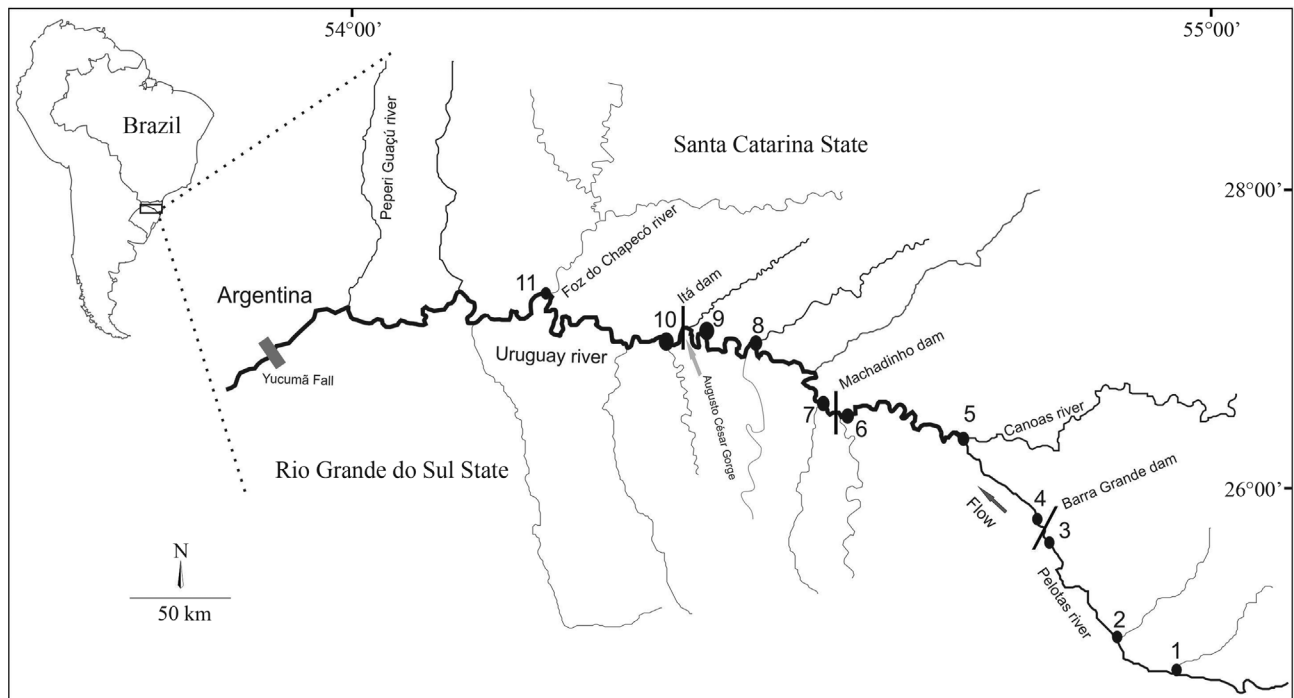 54°00'
55°00'
Brazil
Peperi Guaçú river
Santa Catarina State
28°00'
Foz do Chapecó river
11
Itá dam
Argentina
10
9
8
Uruguay river
Machadinho dam
Yucumã Fall
Augusto César Gorge
7
6
5
Canoas river
Rio Grande do Sul State
26°00'
Barra Grande dam
Flow
4
3
N
50 km
Pelotas river
2
1